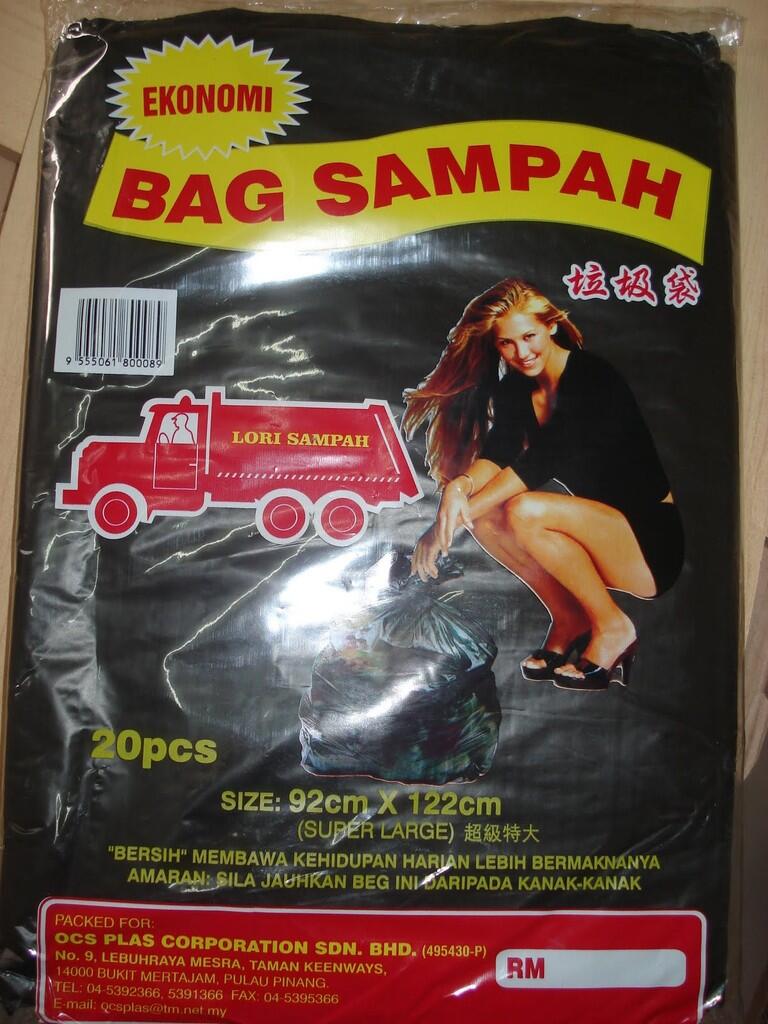 EKONOMI
BAG SAMPAH
垃圾袋
9 555061 800089
LORI SAMPAH
20pcs
SIZE: 92cm X 122cm
(SUPER LARGE) 超級特大
"BERSIH" MEMBAWA KEHIDUPAN HARIAN LEBIH BERMAKNANYA
AMARAN: SILA JAUHKAN BEG INI DARIPADA KANAK-KANAK
PACKED FOR:
OCS PLAS CORPORATION SDN. BHD. (495430-P)
No. 9, LEBUHRAYA MESRA, TAMAN KEENWAYS,
14000 BUKIT MERTAJAM, PULAU PINANG.
TEL: 04-5392366, 5391366 FAX: 04-5395366
E-mail: ocsplas@tm.net.my
RM